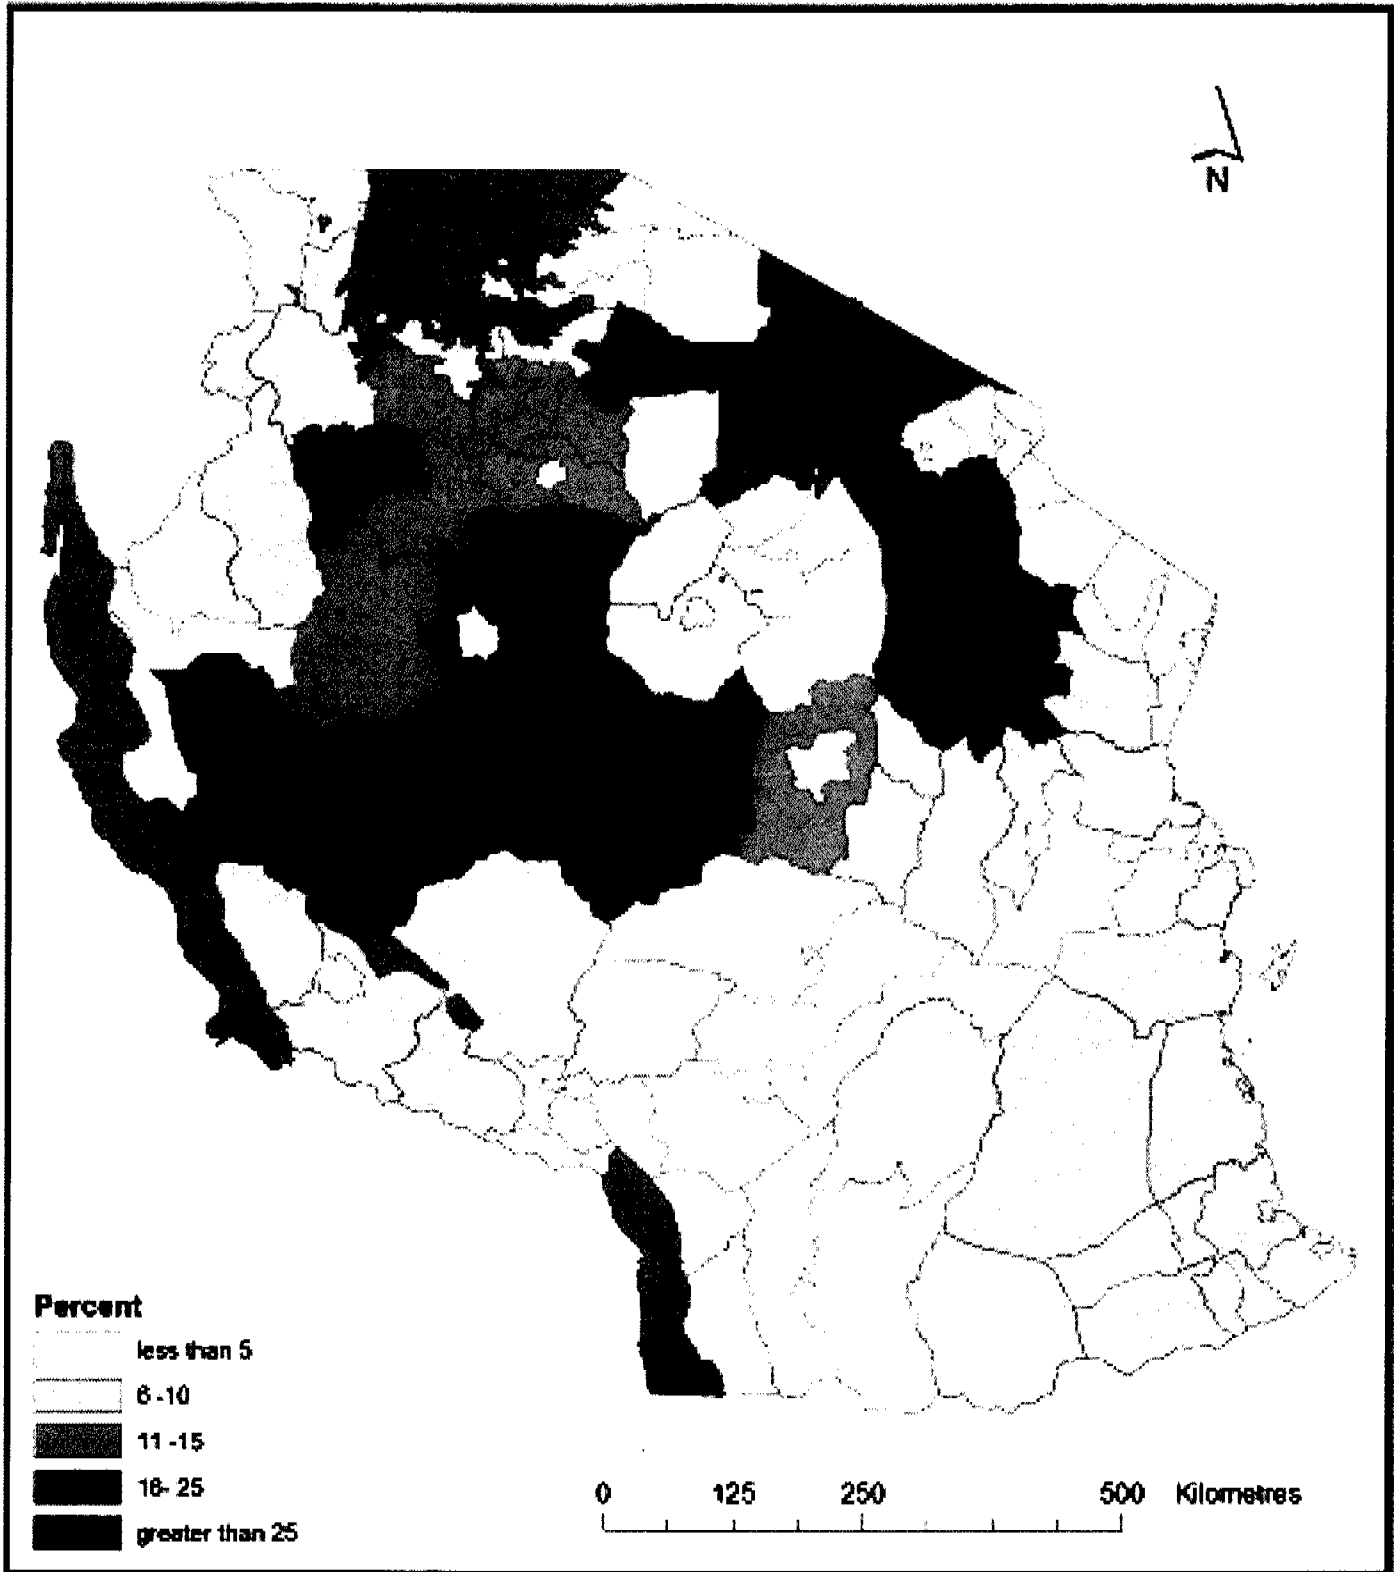 N
Percent
less than 5
6 -10
11 -15
16- 25
greater than 25
0 125 250 500 Kilometres